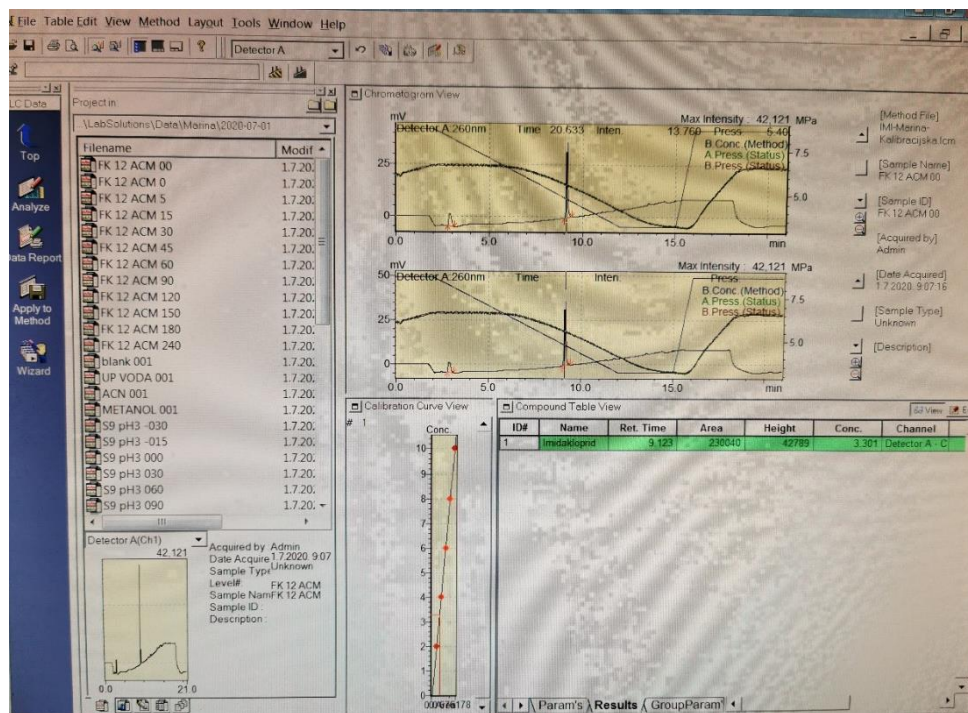 File Table Edit View Method Layout Tools Window Help
Detector A
LC Data
Top
Analyze
Data Report
Apply to
Method
Wizard
Project in
\LabSolutions\Data\Marina\2020-07-01
Filename Modif
FK 12 ACM 00 1.7.20.
FK 12 ACM 0 1.7.20.
FK 12 ACM 5 1.7.20.
FK 12 ACM 15 1.7.20.
FK 12 ACM 30 1.7.20.
FK 12 ACM 45 1.7.20.
FK 12 ACM 60 1.7.20.
FK 12 ACM 90 1.7.20.
FK 12 ACM 120 1.7.20.
FK 12 ACM 150 1.7.20.
FK 12 ACM 180 1.7.20.
FK 12 ACM 240 1.7.20.
blank 001 1.7.20.
UP VODA 001 1.7.20.
ACN 001 1.7.20.
METANOL 001 1.7.20.
S9 pH3 -030 1.7.20.
S9 pH3 -015 1.7.20.
S9 pH3 000 1.7.20.
S9 pH3 030 1.7.20.
S9 pH3 060 1.7.20.
S9 pH3 090 1.7.20.
Detector A(Ch1)
42,121
0.0 21.0
Acquired by Admin
Date Acquire 1.7.2020. 9:07
Sample Type Unknown
Level#
Sample Nam FK 12 ACM
FK 12 ACM
Sample ID :
Description :
Chromatogram View
mV Max Intensity : 42,121 MPa
Detector A 260nm Time 20.633 Inten. 13.760 Press. 5.40
B.Conc.(Method)
A.Press.(Status)
B.Press.(Status)
25
0
7.5
5.0
0.0 5.0 10.0 15.0 min
mV Max Intensity : 42,121 MPa
50 Detector A 260nm Time Inten. Press.
B.Conc.(Method)
A.Press.(Status)
B.Press.(Status)
25
0
7.5
5.0
0.0 5.0 10.0 15.0 min
[Method File]
IMI-Marina-
Kalibracijska.lcm
[Sample Name]
FK 12 ACM 00
[Sample ID]
FK 12 ACM 00
[Acquired by]
Admin
[Date Acquired]
1.7.2020. 9:07:16
[Sample Type]
Unknown
[Description]
Calibration Curve View
# 1
Conc.
10
9
8
7
6
5
4
3
2
1
0
Compound Table View
View
ID# Name Ret. Time Area Height Conc. Channel
1 Imidakloprid 9.123 230040 42789 3.301 Detector A - C
Param's Results GroupParam